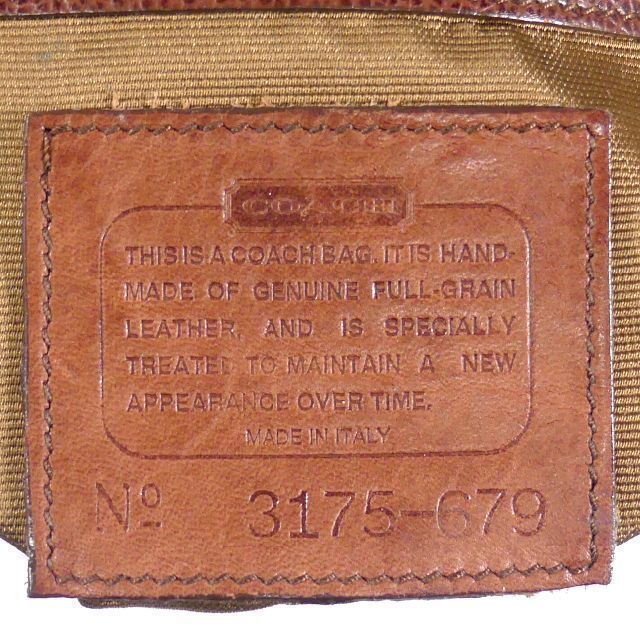 COACH
THIS IS A COACH BAG. IT IS HAND-
MADE OF GENUINE FULL-GRAIN
LEATHER, AND IS SPECIALLY
TREATED TO MAINTAIN A NEW
APPEARANCE OVER TIME.
MADE IN ITALY
Nº 3175-679